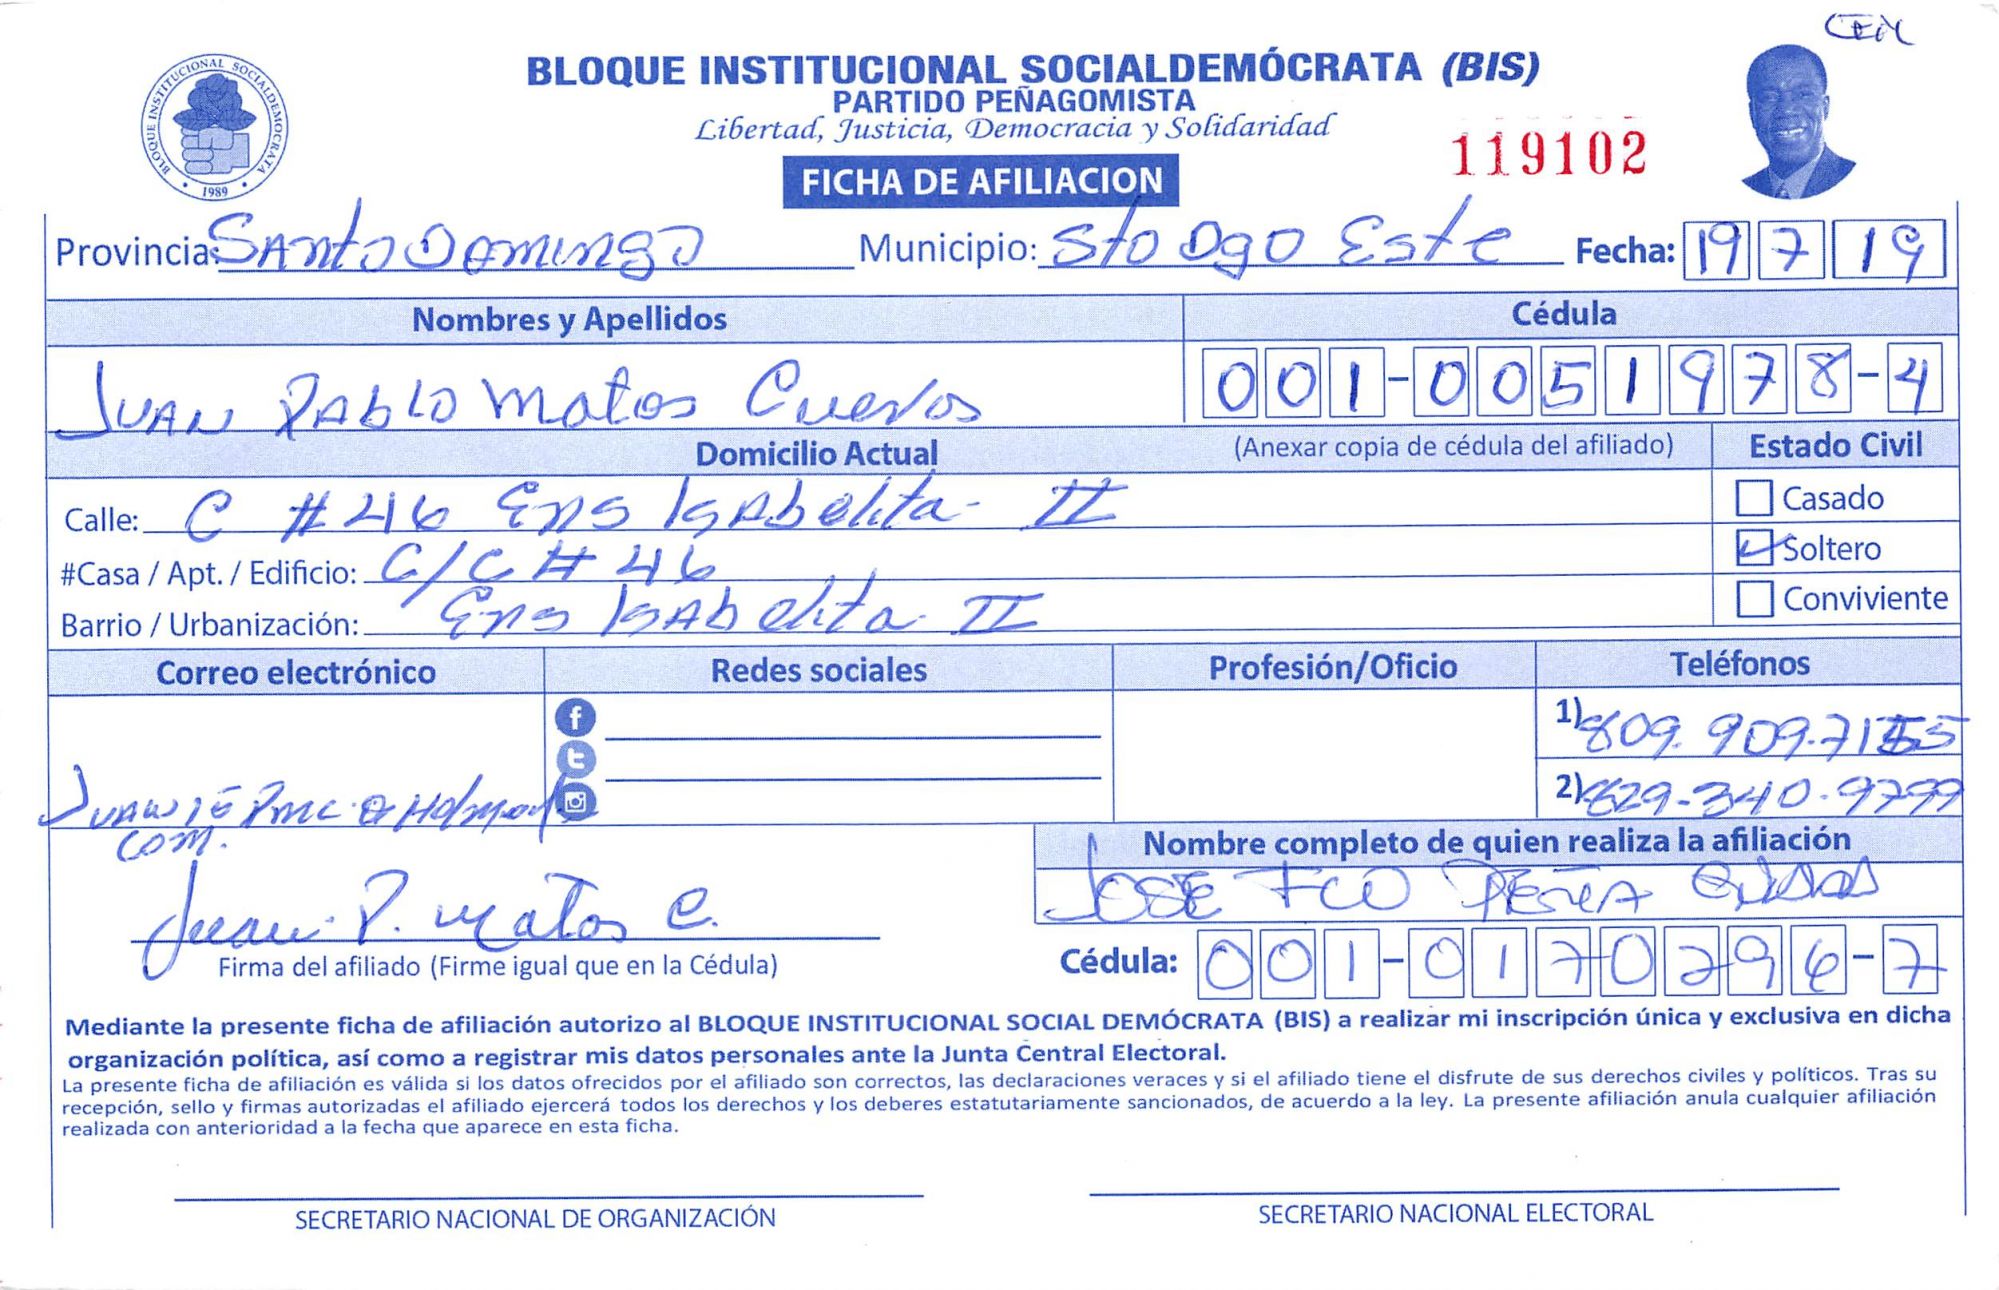 CEN
BLOQUE INSTITUCIONAL SOCIALDEMOCRATA
1989
BLOQUE INSTITUCIONAL SOCIALDEMÓCRATA (BIS)
PARTIDO PEÑAGOMISTA
Libertad, Justicia, Democracia y Solidaridad
119102
FICHA DE AFILIACION
Provincia: Santo Domingo Municipio: Sto Dgo Este Fecha: 19 7 19
Nombres y Apellidos Cédula
Juan Pablo Matos Cuevas 001-0051978-4
Domicilio Actual (Anexar copia de cédula del afiliado) Estado Civil
Calle: C # 46 Ens Isabelita II Casado
#Casa / Apt. / Edificio: C/C # 46 Soltero
Barrio / Urbanización: Ens Isabelita II Conviviente
Correo electrónico Redes sociales Profesión/Oficio Teléfonos
1) 809.909.7155
2) 829-340-9799
com.
Nombre completo de quien realiza la afiliación
Jose Fco Peña
Juan P. Matos C.
Firma del afiliado (Firme igual que en la Cédula) Cédula: 001-0170296-7
Mediante la presente ficha de afiliación autorizo al BLOQUE INSTITUCIONAL SOCIAL DEMÓCRATA (BIS) a realizar mi inscripción única y exclusiva en dicha
organización política, así como a registrar mis datos personales ante la Junta Central Electoral.
La presente ficha de afiliación es válida si los datos ofrecidos por el afiliado son correctos, las declaraciones veraces y si el afiliado tiene el disfrute de sus derechos civiles y políticos. Tras su
recepción, sello y firmas autorizadas el afiliado ejercerá todos los derechos y los deberes estatutariamente sancionados, de acuerdo a la ley. La presente afiliación anula cualquier afiliación
realizada con anterioridad a la fecha que aparece en esta ficha.
SECRETARIO NACIONAL DE ORGANIZACIÓN SECRETARIO NACIONAL ELECTORAL